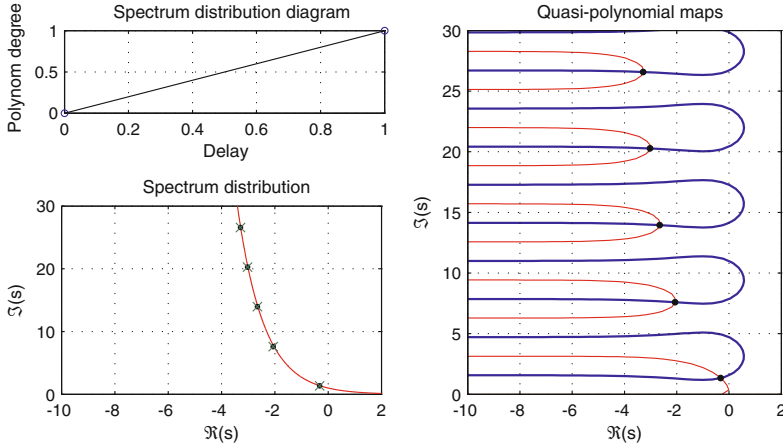 Spectrum distribution diagram
Polynom degree
1
0.5
0
0 0.2 0.4 0.6 0.8 1
Delay
Spectrum distribution
ℑ(s)
30
20
10
0
-10 -8 -6 -4 -2 0 2
ℜ(s)
Quasi-polynomial maps
ℑ(s)
30
25
20
15
10
5
0
-10 -8 -6 -4 -2 0 2
ℜ(s)